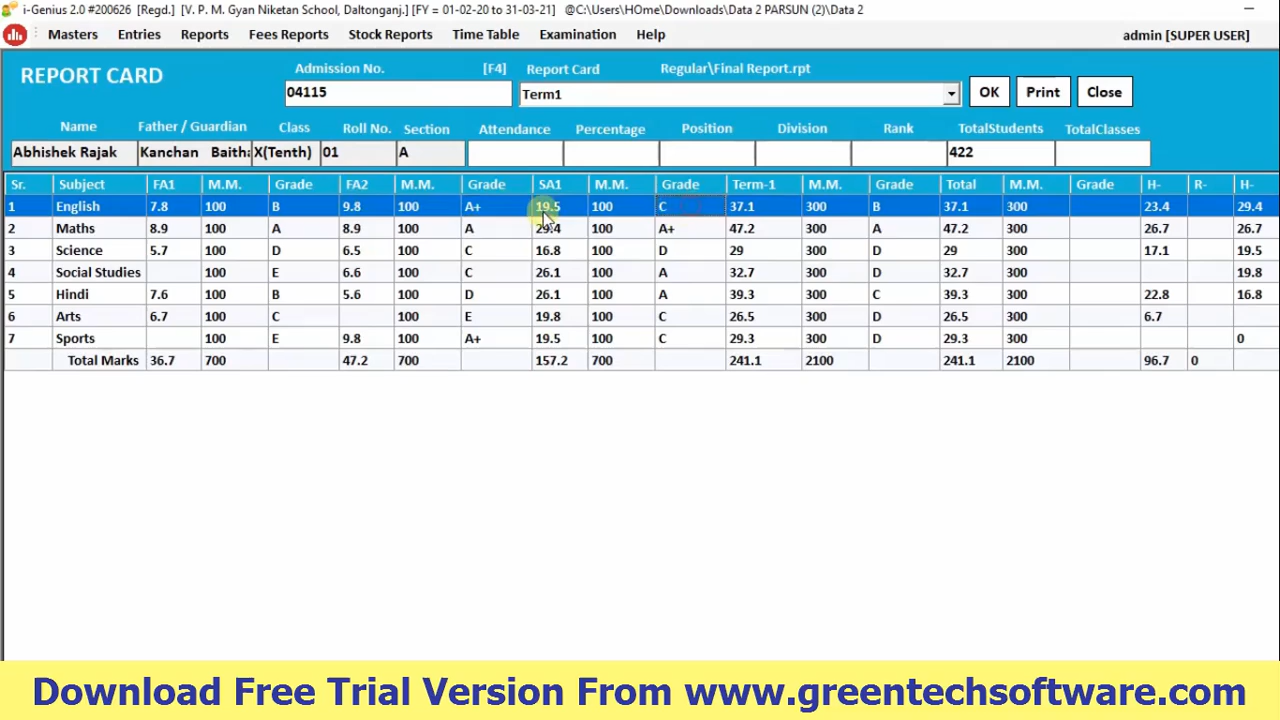 i-Genius 2.0 #200626 [Regd.] [V. P. M. Gyan Niketan School, Daltonganj.] [FY = 01-02-20 to 31-03-21] @C:\Users\HOme\Downloads\Data 2 PARSUN (2)\Data 2
Masters Entries Reports Fees Reports Stock Reports Time Table Examination Help admin [SUPER USER]
REPORT CARD
Admission No. [F4] Report Card Regular\Final Report.rpt
04115 Term1 OK Print Close
Name Father / Guardian Class Roll No. Section Attendance Percentage Position Division Rank TotalStudents TotalClasses
Abhishek Rajak Kanchan X(Tenth) 01 A 422
Sr. Subject FA1 M.M. Grade FA2 M.M. Grade SA1 M.M. Grade Term-1 M.M. Grade Total M.M. Grade H- R- H-
1 English 7.8 100 B 9.8 100 A+ 19.5 100 C 37.1 300 B 37.1 300 23.4 29.4
2 Maths 8.9 100 A 8.9 100 A 29.4 100 A+ 47.2 300 A 47.2 300 26.7 26.7
3 Science 5.7 100 D 6.5 100 C 16.8 100 D 29 300 D 29 300 17.1 19.5
4 Social Studies 100 E 6.6 100 C 26.1 100 A 32.7 300 D 32.7 300 19.8
5 Hindi 7.6 100 B 5.6 100 D 26.1 100 A 39.3 300 C 39.3 300 22.8 16.8
6 Arts 6.7 100 C 100 E 19.8 100 C 26.5 300 D 26.5 300 6.7
7 Sports 100 E 9.8 100 A+ 19.5 100 C 29.3 300 D 29.3 300 0
Total Marks 36.7 700 47.2 700 157.2 700 241.1 2100 241.1 2100 96.7 0
Download Free Trial Version From www.greentechsoftware.com